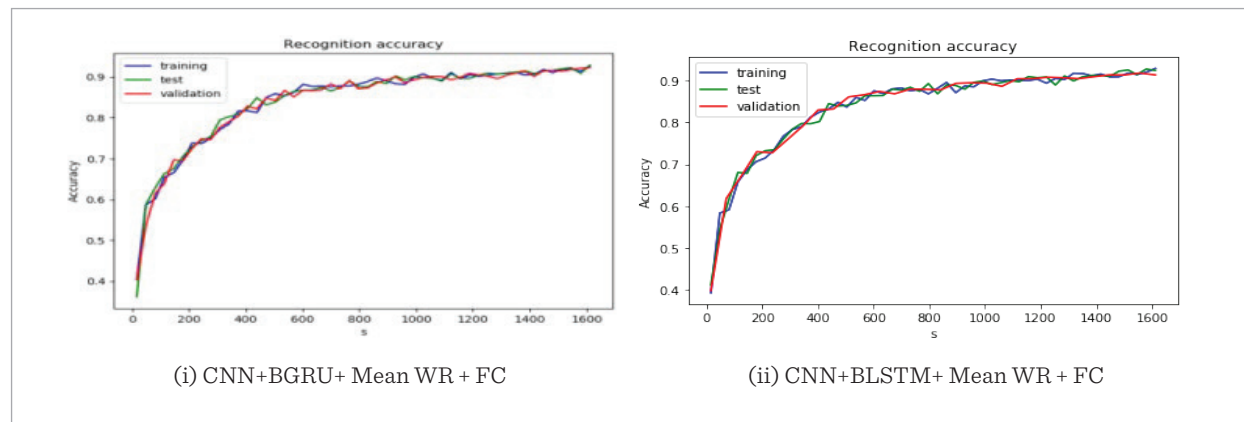 Recognition accuracy
training
test
validation
0.9
0.8
0.7
0.6
0.5
0.4
Accuracy
0 200 400 600 800 1000 1200 1400 1600
s
(i) CNN+BGRU+ Mean WR + FC
Recognition accuracy
training
test
validation
0.9
0.8
0.7
0.6
0.5
0.4
Accuracy
0 200 400 600 800 1000 1200 1400 1600
s
(ii) CNN+BLSTM+ Mean WR + FC